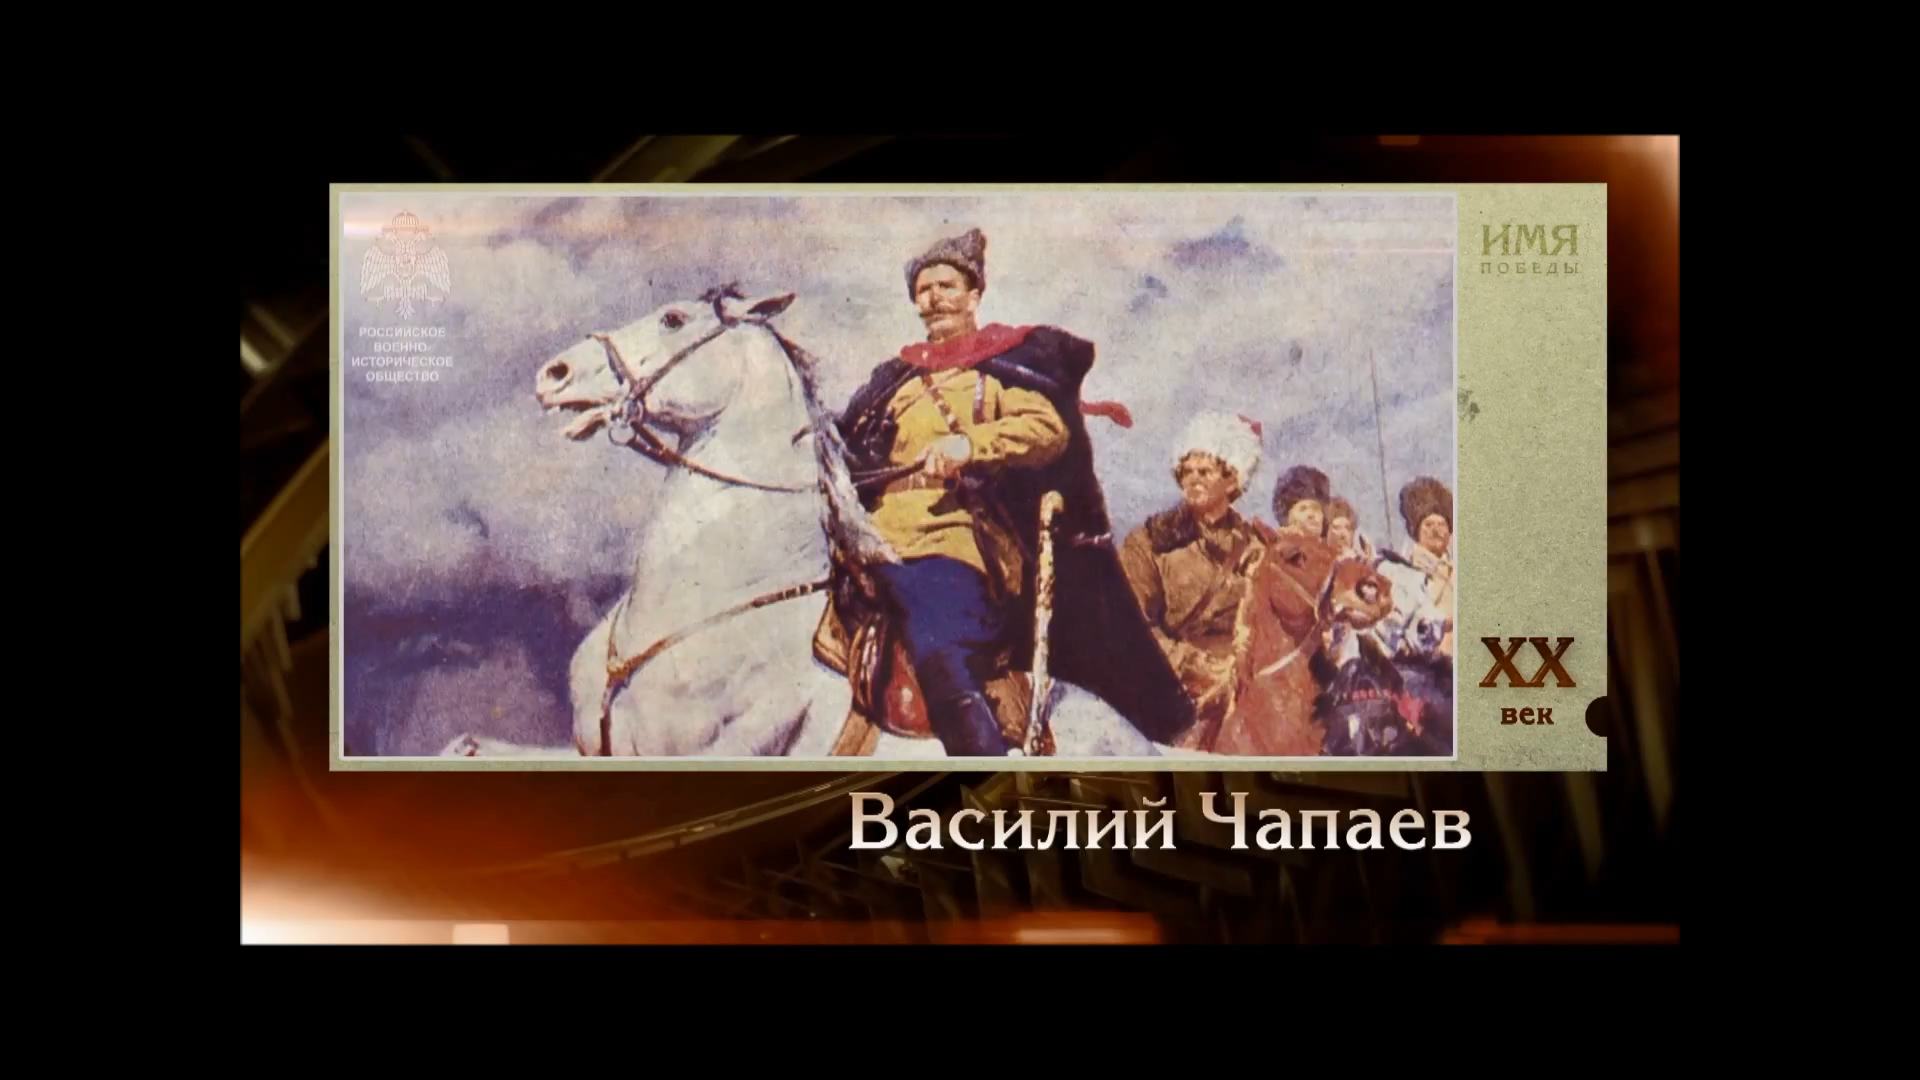 РОССИЙСКОЕ
ВОЕННО-
ИСТОРИЧЕСКОЕ
ОБЩЕСТВО
ИМЯ
ПОБЕДЫ
XX
век
Василий Чапаев